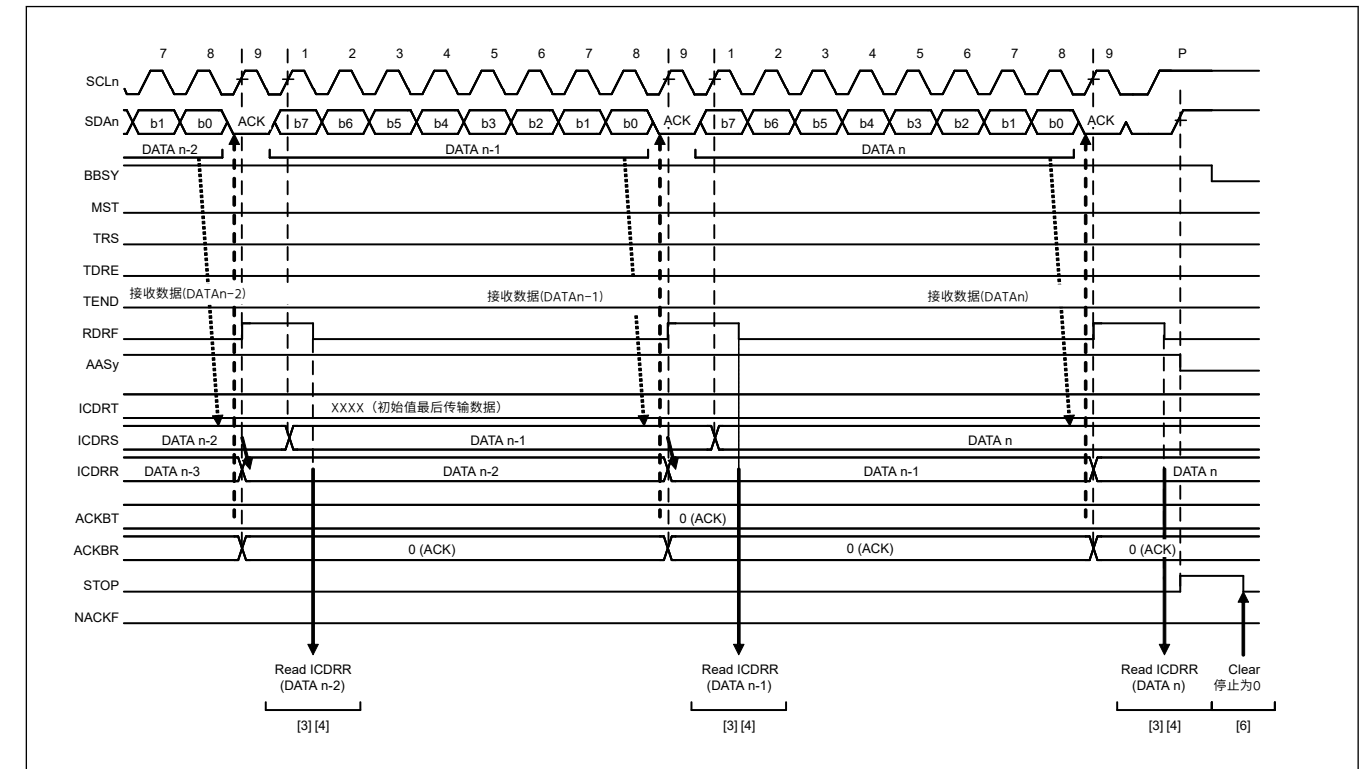 7 8 9 1 2 3 4 5 6 7 8 9 1 2 3 4 5 6 7 8 9 P
SCLn
SDAn b1 b0 ACK b7 b6 b5 b4 b3 b2 b1 b0 ACK b7 b6 b5 b4 b3 b2 b1 b0 ACK
DATA n-2 DATA n-1 DATA n
BBSY
MST
TRS
TDRE
接收数据(DATAn-2) 接收数据(DATAn-1) 接收数据(DATAn)
TEND
RDRF
AASy
ICDRT XXXX（初始值最后传输数据）
ICDRS DATA n-2 DATA n-1 DATA n
ICDRR DATA n-3 DATA n-2 DATA n-1 DATA n
ACKBT 0 (ACK)
ACKBR 0 (ACK) 0 (ACK) 0 (ACK)
STOP
NACKF
Read ICDRR Read ICDRR Read ICDRR Clear
(DATA n-2) (DATA n-1) (DATA n) 停止为0
[3] [4] [3] [4] [3] [4] [6]